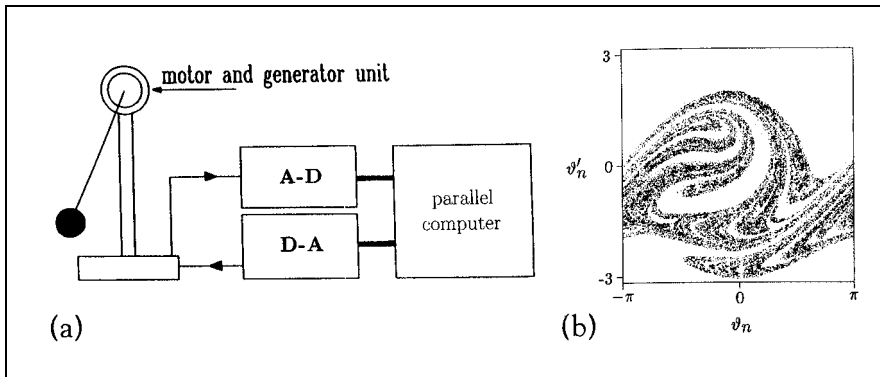 motor and generator unit
A-D
D-A
parallel
computer
(a)
3
ϑ′n
0
-3
-π
0
π
ϑn
(b)